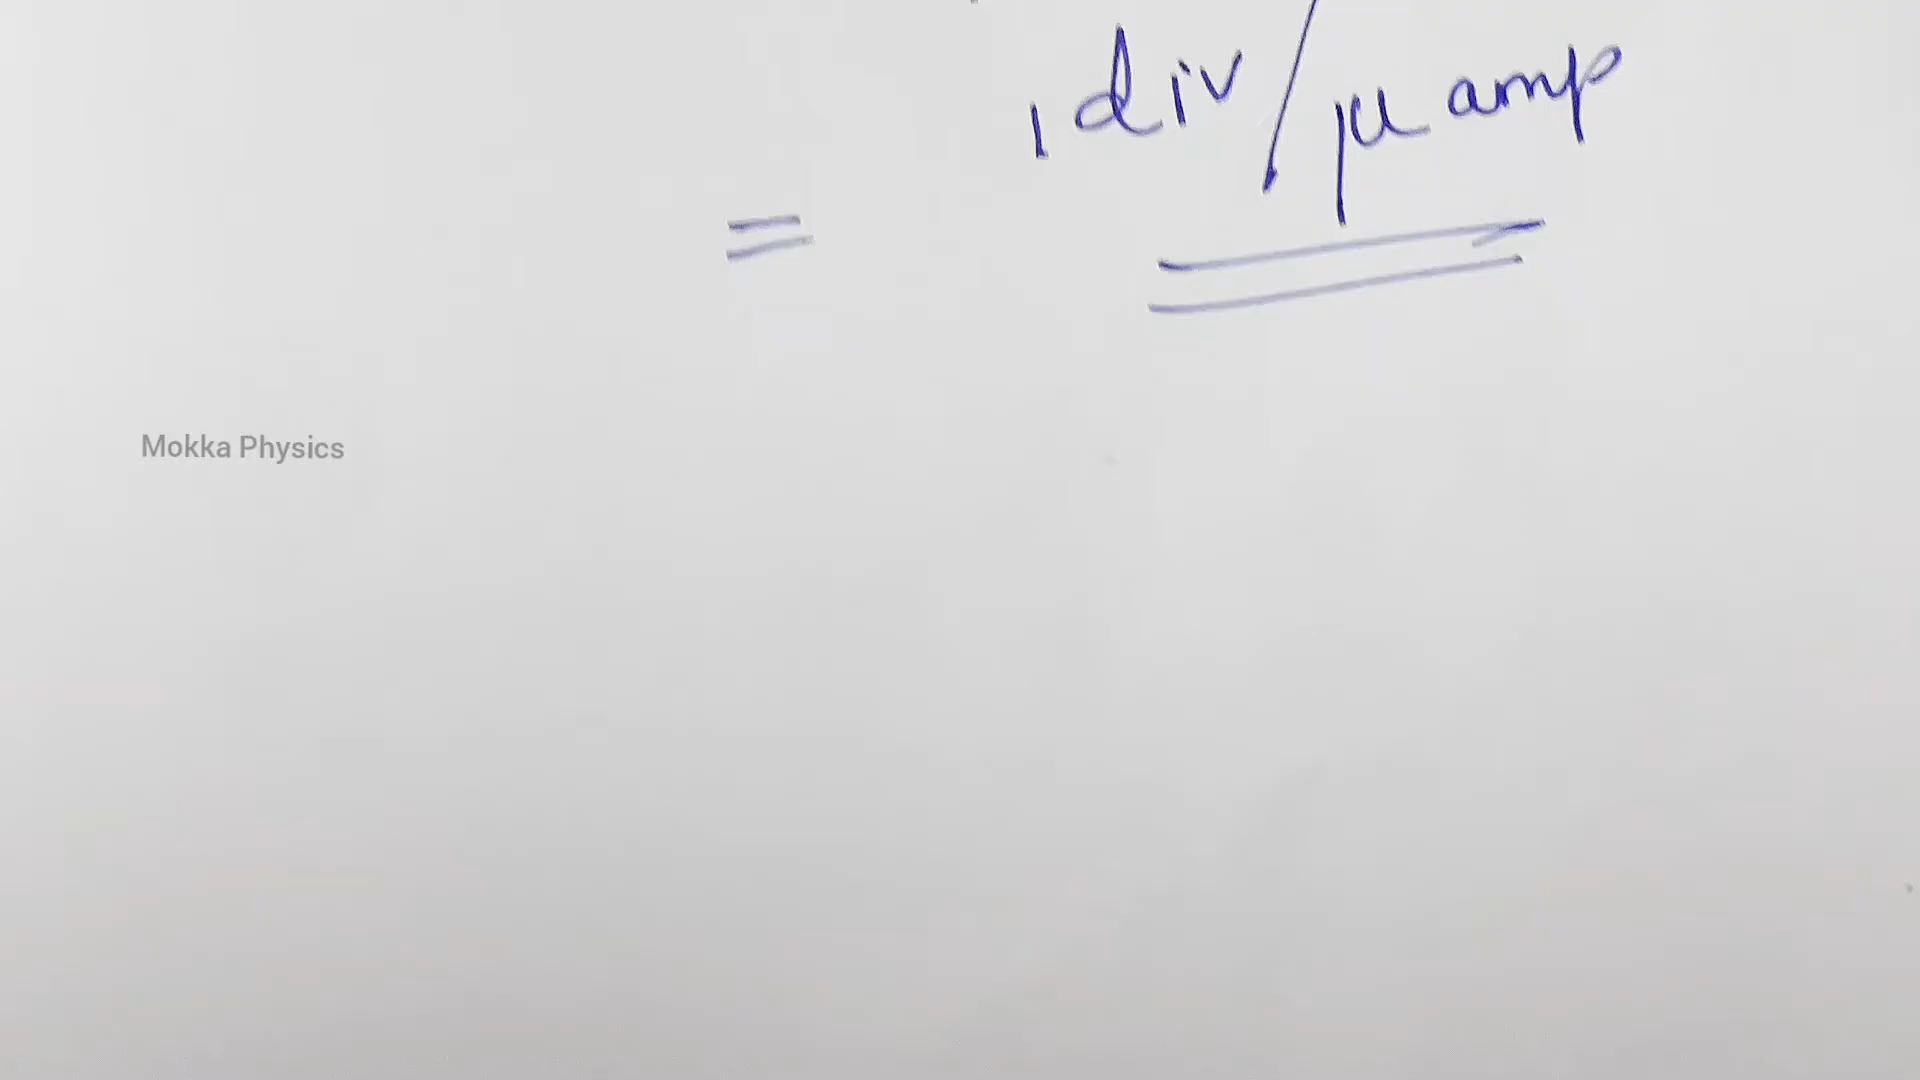 1 div/μ amp
=
Mokka Physics